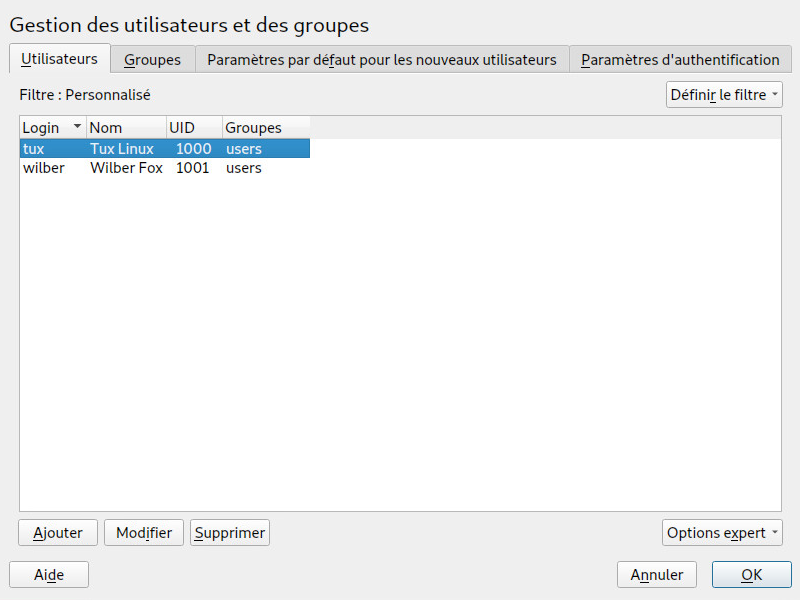 Gestion des utilisateurs et des groupes
Utilisateurs Groupes Paramètres par défaut pour les nouveaux utilisateurs Paramètres d'authentification
Filtre : Personnalisé Définir le filtre
Login Nom UID Groupes
tux Tux Linux 1000 users
wilber Wilber Fox 1001 users
Ajouter Modifier Supprimer Options expert
Aide Annuler OK